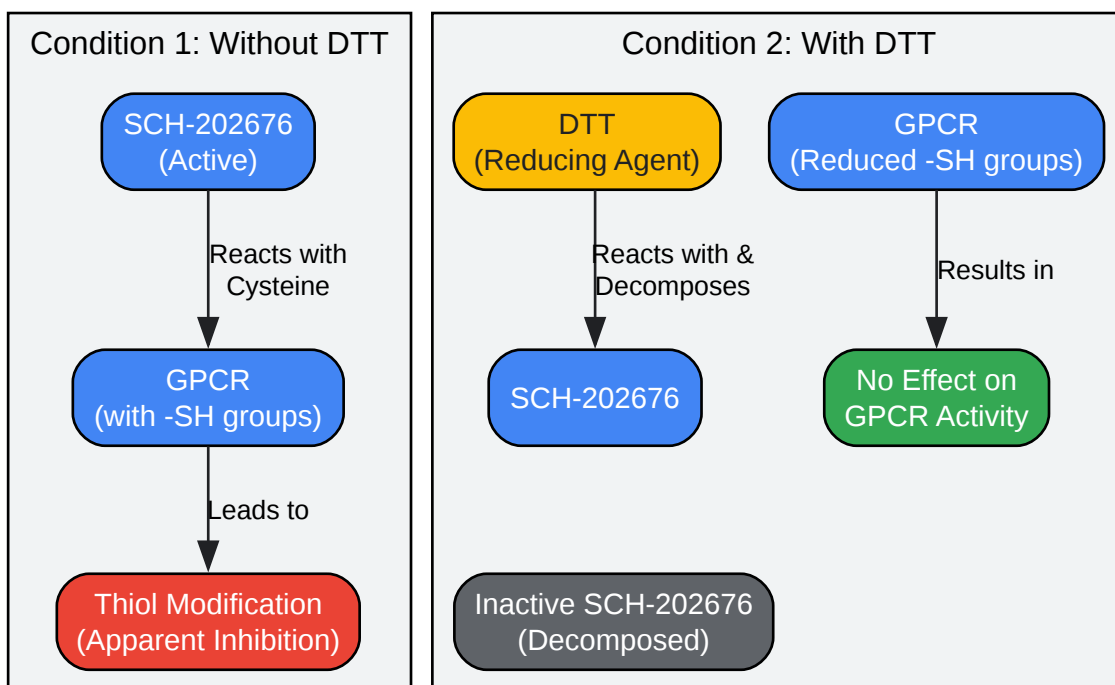 Condition 1: Without DTT
SCH-202676
(Active)
Reacts with
Cysteine
GPCR
(with -SH groups)
Leads to
Thiol Modification
(Apparent Inhibition)
Condition 2: With DTT
DTT
(Reducing Agent)
Reacts with &
Decomposes
SCH-202676
Inactive SCH-202676
(Decomposed)
GPCR
(Reduced -SH groups)
Results in
No Effect on
GPCR Activity